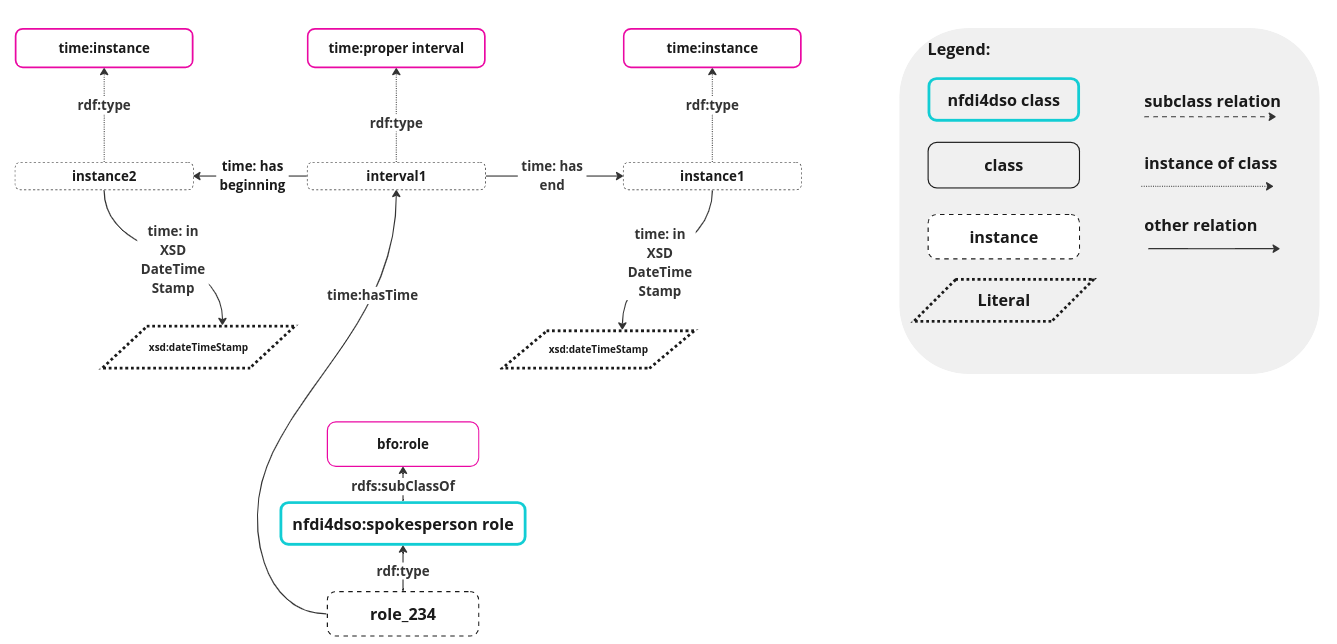 time:instance
time:proper interval
time:instance
Legend:
nfdi4dso class
subclass relation
rdf:type
rdf:type
rdf:type
class
instance of class
instance2
time: has
beginning
interval1
time: has
end
instance1
instance
other relation
time: in
XSD
DateTime
Stamp
time: in
XSD
DateTime
Stamp
time:hasTime
Literal
xsd:dateTimeStamp
xsd:dateTimeStamp
bfo:role
rdfs:subClassOf
nfdi4dso:spokesperson role
rdf:type
role_234